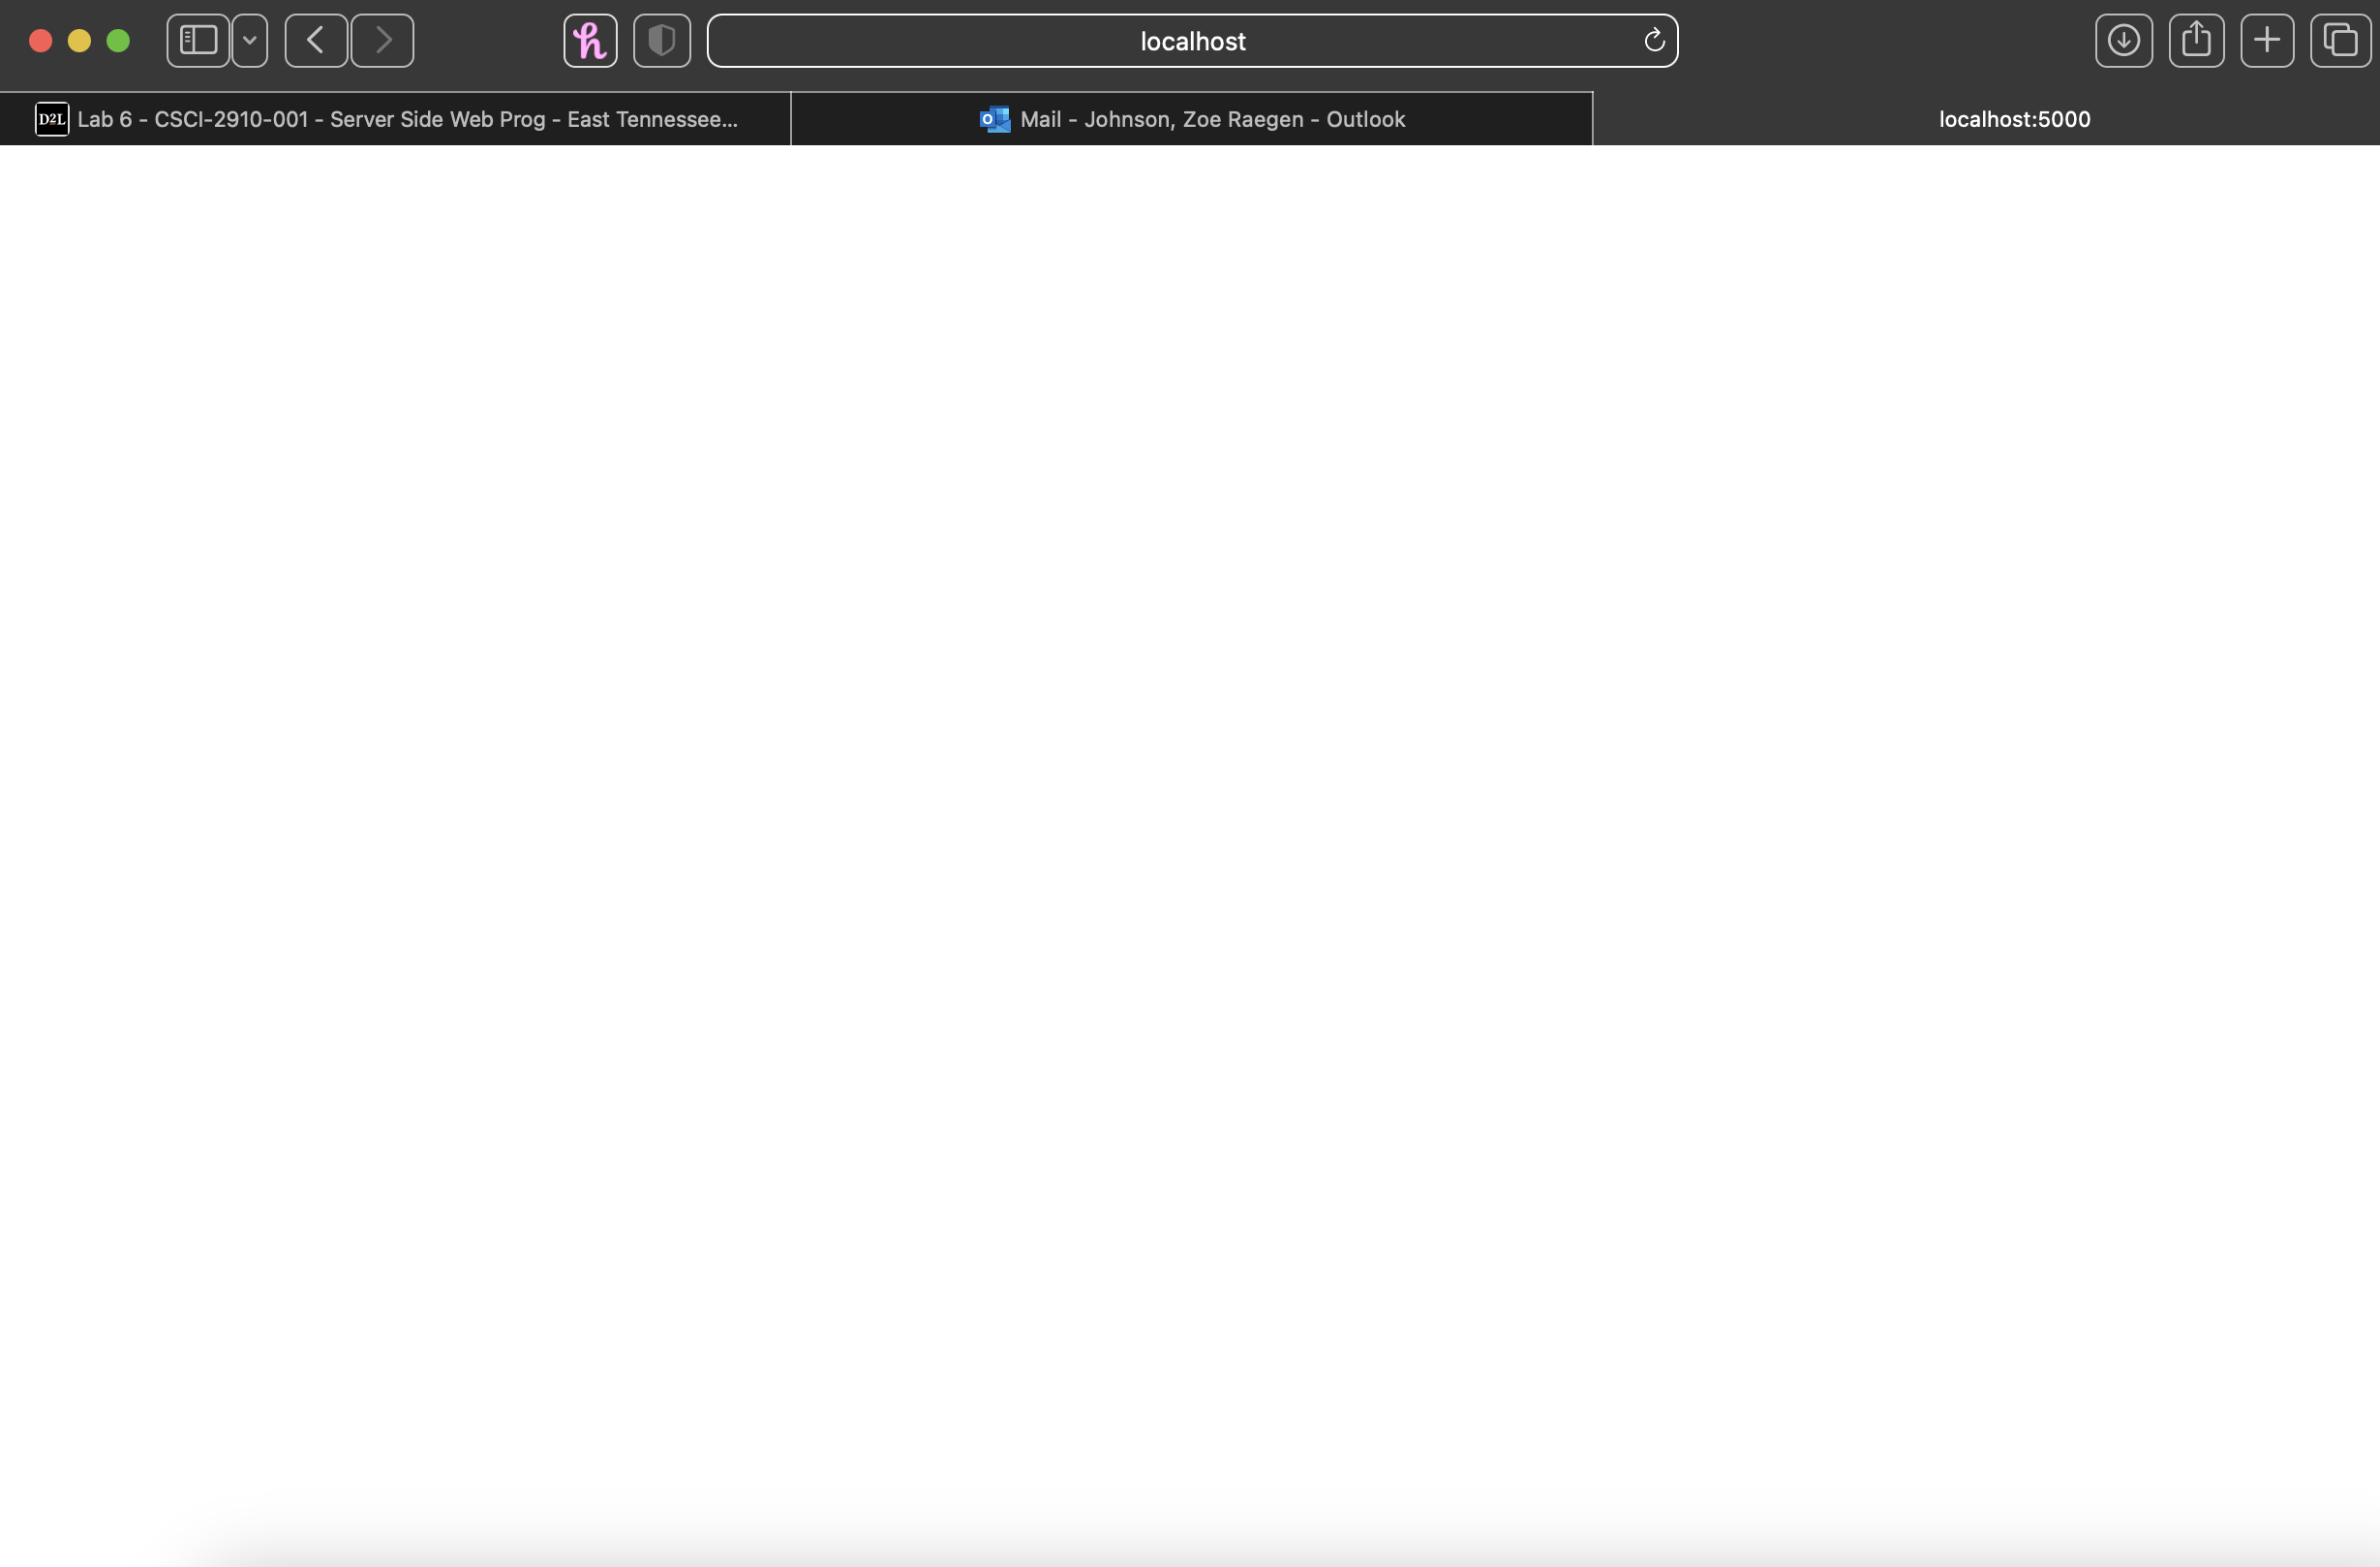 localhost
D2L Lab 6 - CSCI-2910-001 - Server Side Web Prog - East Tennessee...
Mail - Johnson, Zoe Raegen - Outlook
localhost:5000